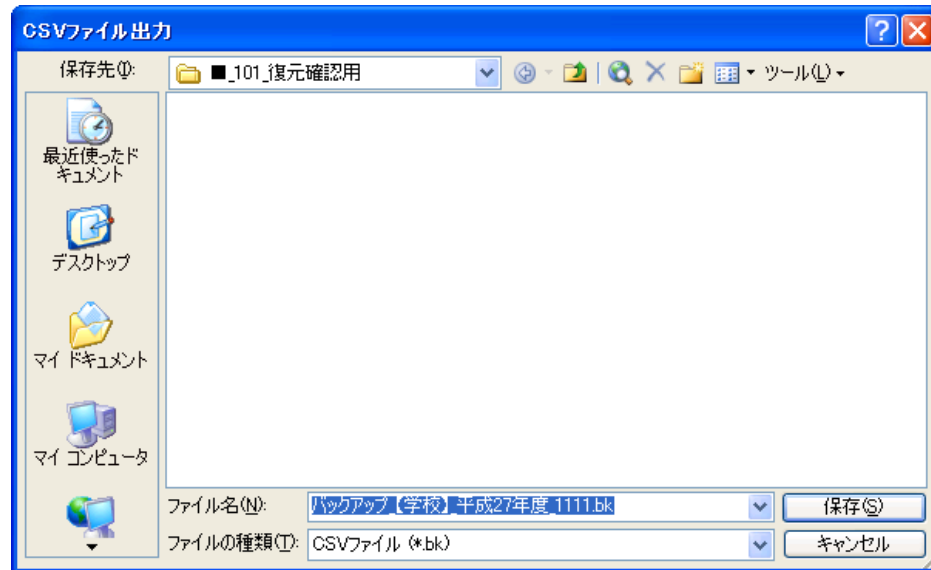 CSVファイル出力
保存先(I):
■_101_復元確認用
ツール(L)
最近使ったド
キュメント
デスクトップ
マイ ドキュメント
マイ コンピュータ
ファイル名(N):
バックアップ_【学校】_平成27年度_1111.bk
保存(S)
ファイルの種類(T):
CSVファイル (*.bk)
キャンセル